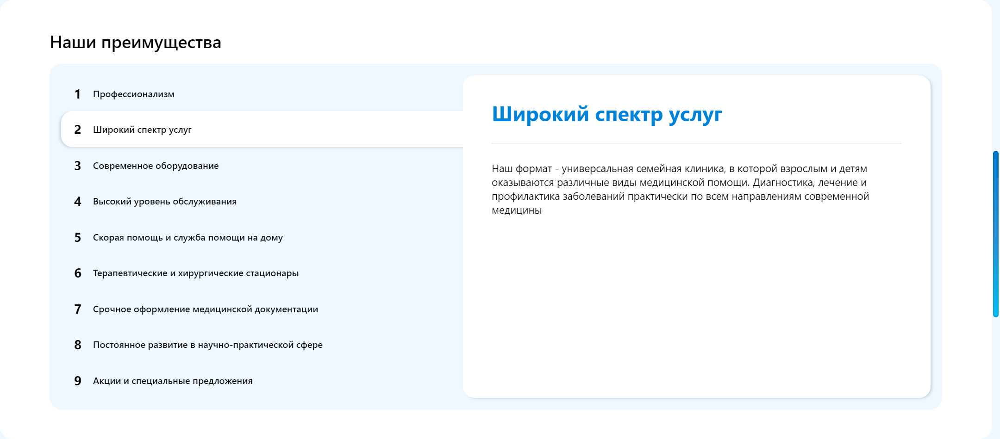 Наши преимущества
1 Профессионализм
2 Широкий спектр услуг
3 Современное оборудование
4 Высокий уровень обслуживания
5 Скорая помощь и служба помощи на дому
6 Терапевтические и хирургические стационары
7 Срочное оформление медицинской документации
8 Постоянное развитие в научно-практической сфере
9 Акции и специальные предложения
Широкий спектр услуг
Наш формат - универсальная семейная клиника, в которой взрослым и детям
оказываются различные виды медицинской помощи. Диагностика, лечение и
профилактика заболеваний практически по всем направлениям современной
медицины